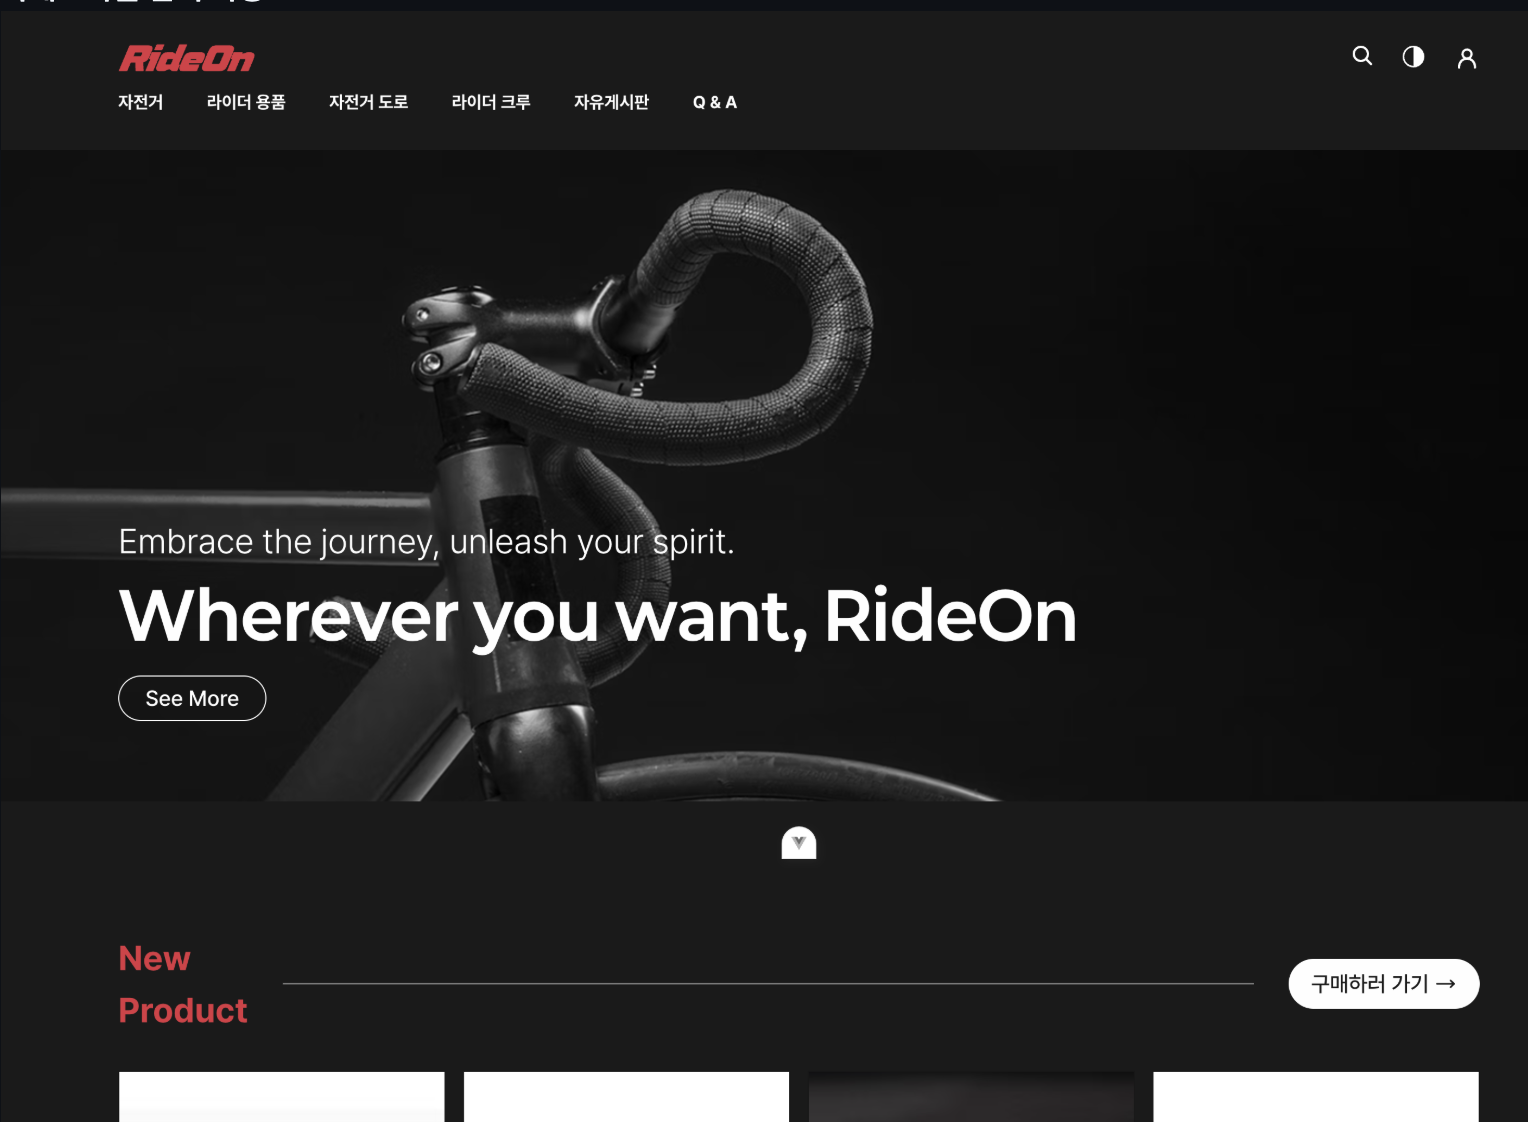 RideOn
자전거 라이더 용품 자전거 도로 라이더 크루 자유게시판 Q & A
Embrace the journey, unleash your spirit.
Wherever you want, RideOn
See More
New
Product
구매하러 가기 →